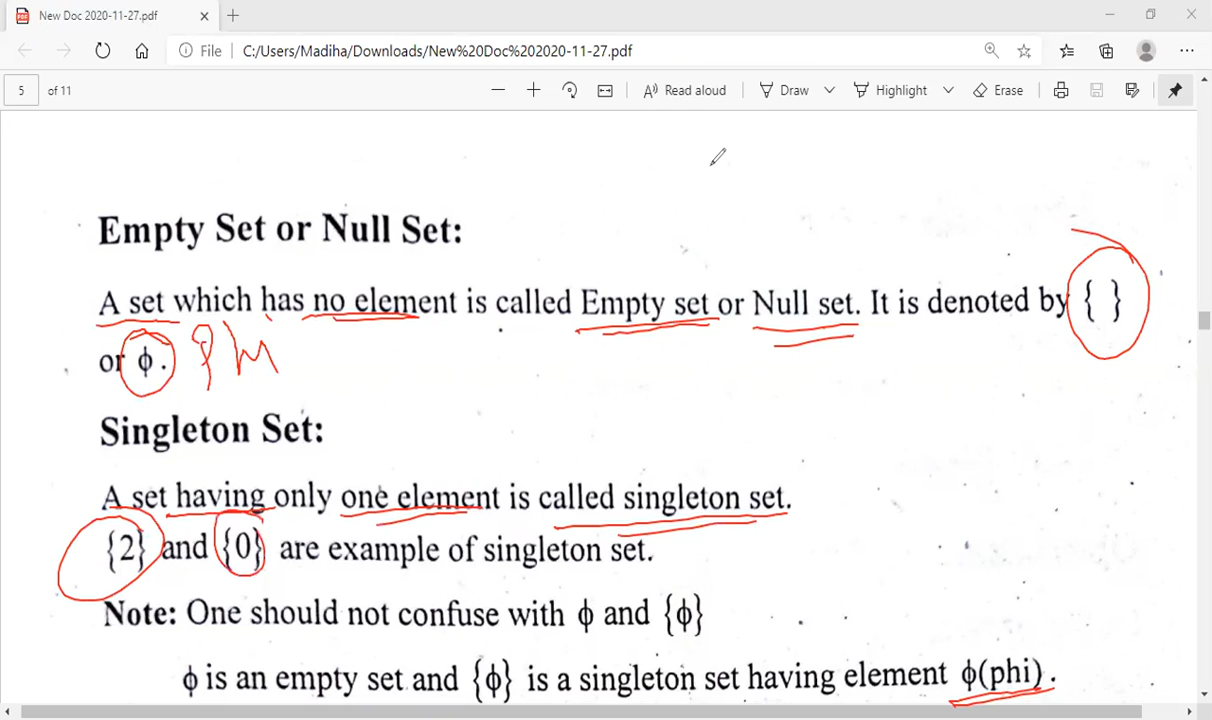 New Doc 2020-11-27.pdf
File C:/Users/Madiha/Downloads/New%20Doc%202020-11-27.pdf
5 of 11 Read aloud Draw Highlight Erase
Empty Set or Null Set:
A set which has no element is called Empty set or Null set. It is denoted by { }
or ϕ. Phi
Singleton Set:
A set having only one element is called singleton set.
{2} and {0} are example of singleton set.
Note: One should not confuse with ϕ and {ϕ}
ϕ is an empty set and {ϕ} is a singleton set having element ϕ(phi).